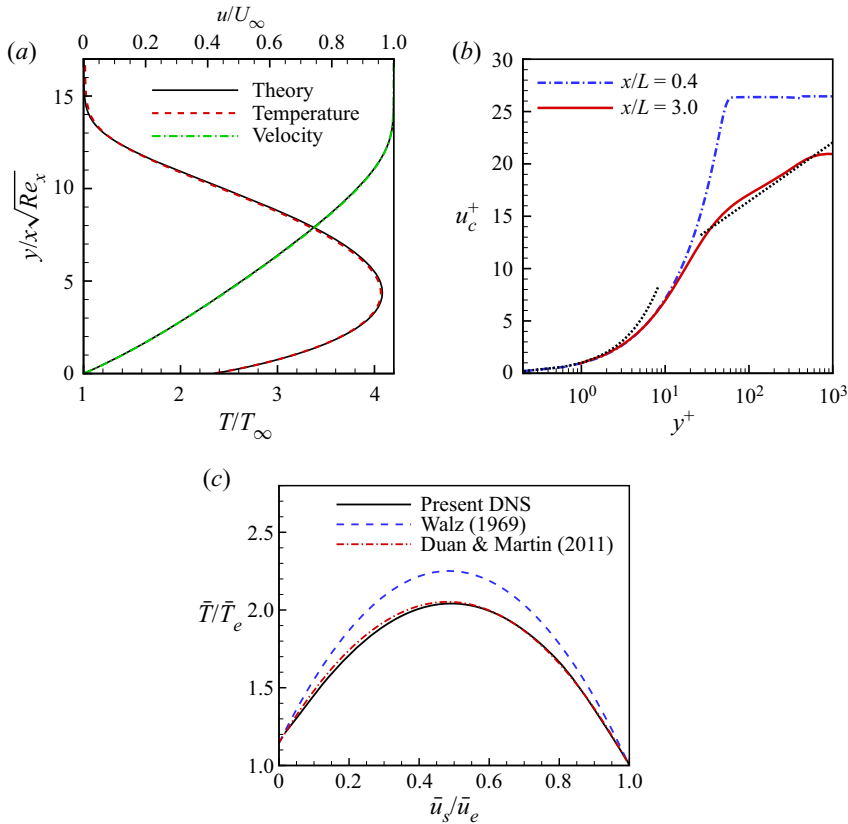 (a)
u/U∞
0 0.2 0.4 0.6 0.8 1.0
Theory
Temperature
Velocity
15
10
5
0
y/x√Re_x
1 2 3 4
T/T∞
(b)
30
25
20
15
10
5
0
u_c^+
x/L = 0.4
x/L = 3.0
10^0 10^1 10^2 10^3
y^+
(c)
Present DNS
Walz (1969)
Duan & Martin (2011)
2.5
2.0
1.5
1.0
T̄/T̄_e
0 0.2 0.4 0.6 0.8 1.0
ū_s/ū_e